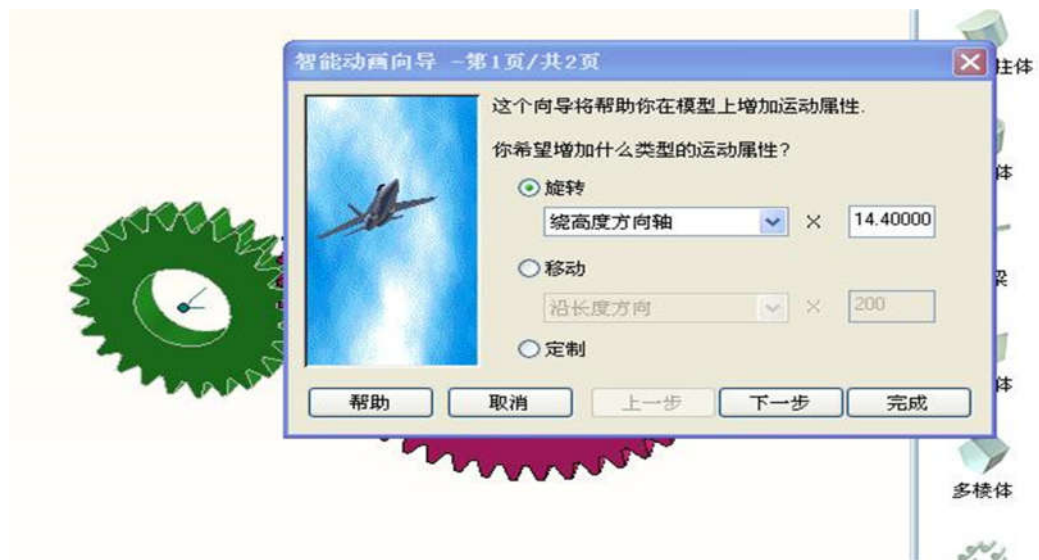 智能动画向导 -第1页/共2页
这个向导将帮助你在模型上增加运动属性.
你希望增加什么类型的运动属性?
旋转
绕高度方向轴 × 14.40000
移动
沿长度方向 × 200
定制
帮助 取消 上一步 下一步 完成
柱体
体
梁
体
多棱体